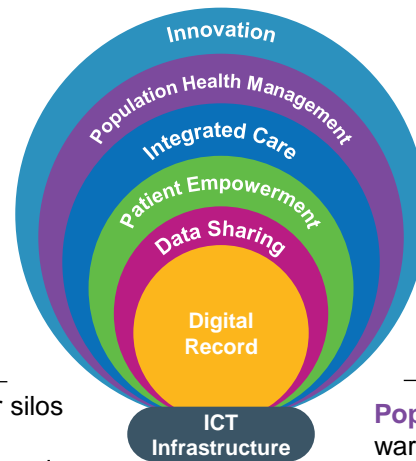 Innovation
Population Health Management
Integrated Care
Patient Empowerment
Data Sharing
Digital
Record
silos
ICT
Infrastructure
Pop
war